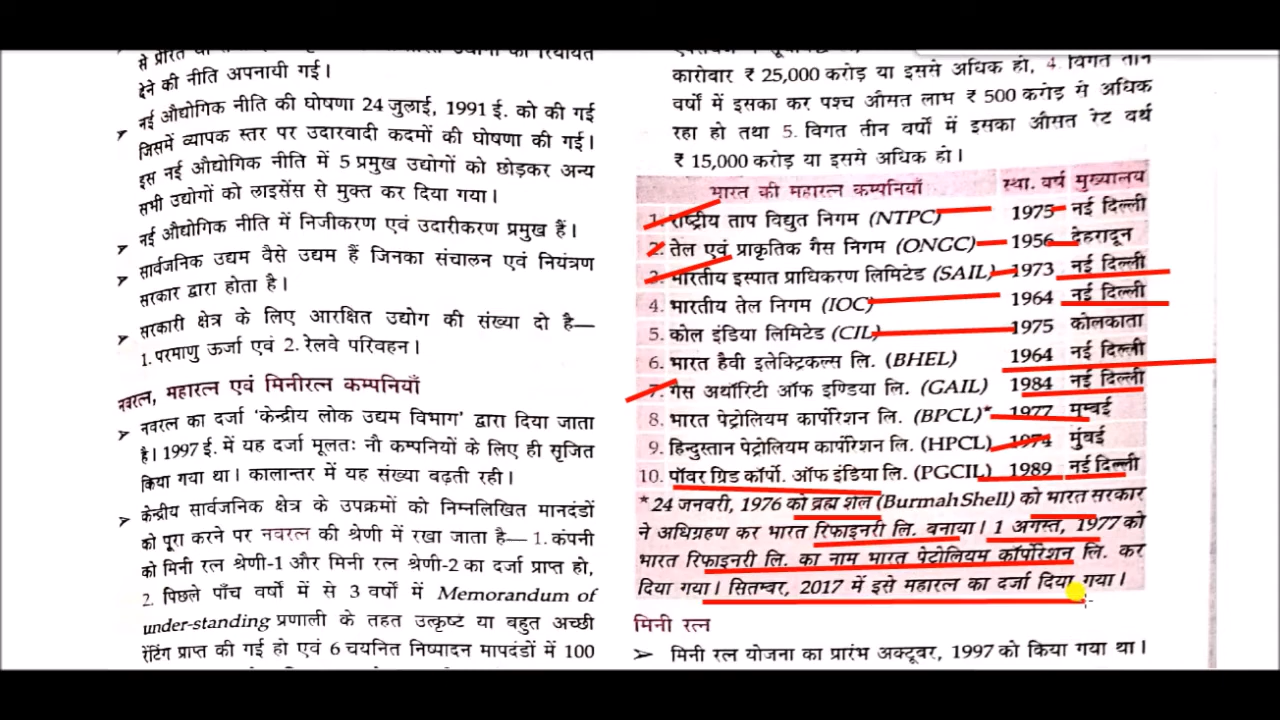 से प्रेरित
देने की नीति अपनायी गई।
नई औद्योगिक नीति की घोषणा 24 जुलाई, 1991 ई. को की गई
जिसमें व्यापक स्तर पर उदारवादी कदमों की घोषणा की गई।
इस नई औद्योगिक नीति में 5 प्रमुख उद्योगों को छोड़कर अन्य
सभी उद्योगों को लाइसेंस से मुक्त कर दिया गया।
नई औद्योगिक नीति में निजीकरण एवं उदारीकरण प्रमुख हैं।
सार्वजनिक उद्यम वैसे उद्यम हैं जिनका संचालन एवं नियंत्रण
सरकार द्वारा होता है।
सरकारी क्षेत्र के लिए आरक्षित उद्योग की संख्या दो है—
1. परमाणु ऊर्जा एवं 2. रेलवे परिवहन।
नवरत्न, महारत्न एवं मिनीरत्न कम्पनियाँ
नवरत्न का दर्जा ‘केन्द्रीय लोक उद्यम विभाग’ द्वारा दिया जाता
है। 1997 ई. में यह दर्जा मूलतः नौ कम्पनियों के लिए ही सृजित
किया गया था। कालान्तर में यह संख्या बढ़ती रही।
केन्द्रीय सार्वजनिक क्षेत्र के उपक्रमों को निम्नलिखित मानदंडों
को पूरा करने पर नवरत्न की श्रेणी में रखा जाता है— 1. कंपनी
को मिनी रत्न श्रेणी-1 और मिनी रत्न श्रेणी-2 का दर्जा प्राप्त हो,
2. पिछले पाँच वर्षों में से 3 वर्षों में Memorandum of
under-standing प्रणाली के तहत उत्कृष्ट या बहुत अच्छी
रेटिंग प्राप्त की गई हो एवं 6 चयनित निष्पादन मापदंडों में 100
कारोबार ₹ 25,000 करोड़ या इससे अधिक हो, 4. विगत तीन
वर्षों में इसका कर पश्च औसत लाभ ₹ 500 करोड़ से अधिक
रहा हो तथा 5. विगत तीन वर्षों में इसका औसत रेट वर्थ
₹ 15,000 करोड़ या इससे अधिक हो।
भारत की महारत्न कम्पनियाँ स्था. वर्ष मुख्यालय
1. राष्ट्रीय ताप विद्युत निगम (NTPC) 1975 नई दिल्ली
2. तेल एवं प्राकृतिक गैस निगम (ONGC) 1956 देहरादून
3. भारतीय इस्पात प्राधिकरण लिमिटेड (SAIL) 1973 नई दिल्ली
4. भारतीय तेल निगम (IOC) 1964 नई दिल्ली
5. कोल इंडिया लिमिटेड (CIL) 1975 कोलकाता
6. भारत हैवी इलेक्ट्रिकल्स लि. (BHEL) 1964 नई दिल्ली
7. गैस अथॉरिटी ऑफ इण्डिया लि. (GAIL) 1984 नई दिल्ली
8. भारत पेट्रोलियम कार्पोरेशन लि. (BPCL)* 1977 मुम्बई
9. हिन्दुस्तान पेट्रोलियम कार्पोरेशन लि. (HPCL) 1974 मुंबई
10. पॉवर ग्रिड कॉर्पो. ऑफ इंडिया लि. (PGCIL) 1989 नई दिल्ली
* 24 जनवरी, 1976 को ब्रह्म शेल (Burmah Shell) को भारत सरकार
ने अधिग्रहण कर भारत रिफाइनरी लि. बनाया। 1 अगस्त, 1977 को
भारत रिफाइनरी लि. का नाम भारत पेट्रोलियम कॉर्पोरेशन लि. कर
दिया गया। सितम्बर, 2017 में इसे महारत्न का दर्जा दिया गया।
मिनी रत्न
➤ मिनी रत्न योजना का प्रारंभ अक्टूबर, 1997 को किया गया था।